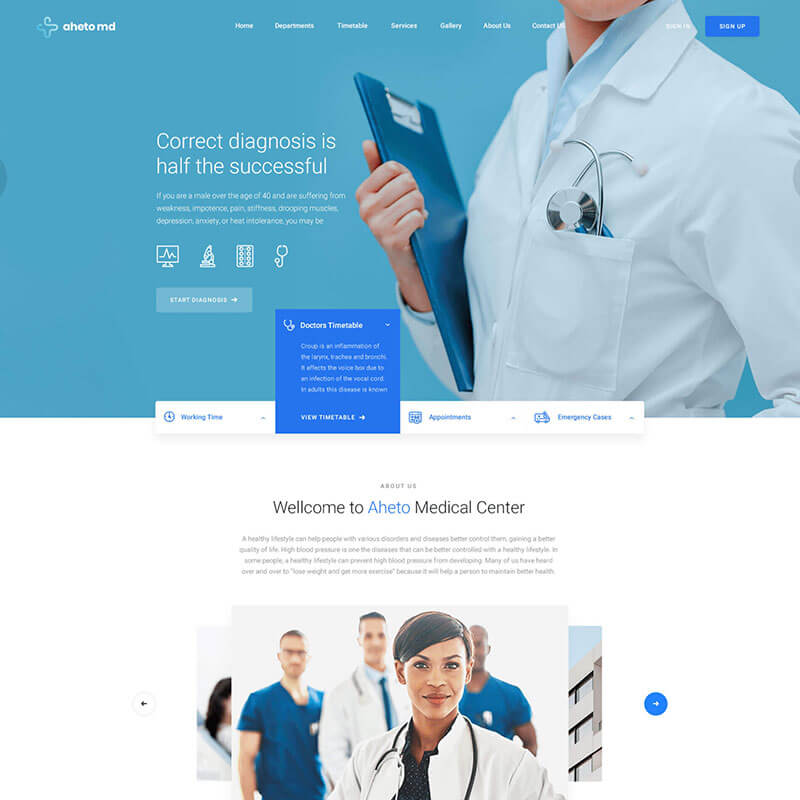 aheto md
Home Departments Timetable Services Gallery About Us Contact Us SIGN IN SIGN UP
Correct diagnosis is
half the successful
If you are a male over the age of 40 and are suffering from
weakness, impotence, pain, stiffness, drooping muscles,
depression, anxiety, or heat intolerance, you may be
START DIAGNOSIS
Doctors Timetable
Croup is an inflammation of
the larynx, trachea and bronchi.
It affects the voice box due to
an infection of the vocal cord.
In adults this disease is known
VIEW TIMETABLE
Working Time
Appointments
Emergency Cases
ABOUT US
Wellcome to Aheto Medical Center
A healthy lifestyle can help people with various disorders and diseases better control them, gaining a better
quality of life. High blood pressure is one the diseases that can be better controlled with a healthy lifestyle. In
some people, a healthy lifestyle can prevent high blood pressure from developing. Many of us have heard
over and over to "lose weight and get more exercise" because it will help a person to maintain better health.